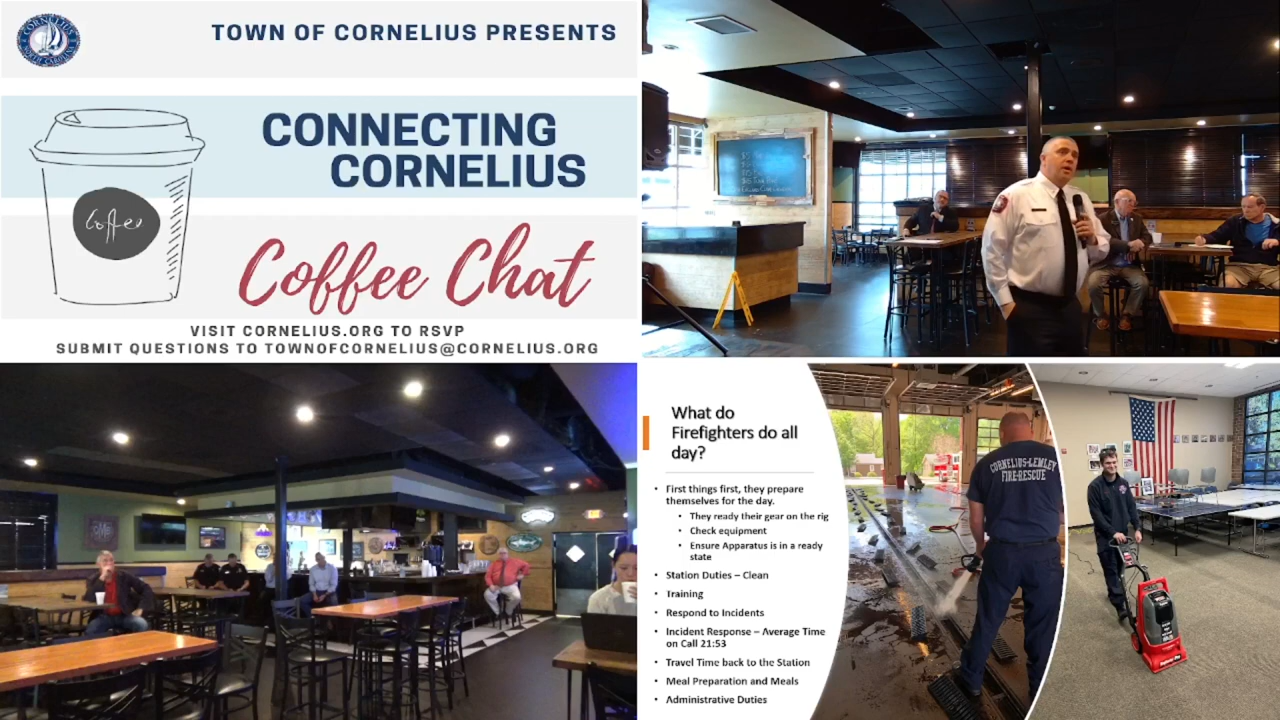 CORNELIUS
NORTH CAROLINA
TOWN OF CORNELIUS PRESENTS
CONNECTING
CORNELIUS
Coffee
Coffee Chat
VISIT CORNELIUS.ORG TO RSVP
SUBMIT QUESTIONS TO TOWNOFCORNELIUS@CORNELIUS.ORG
What do
Firefighters do all
day?
• First things first, they prepare
themselves for the day.
• They ready their gear on the rig
• Check equipment
• Ensure Apparatus is in a ready
state
• Station Duties – Clean
• Training
• Respond to Incidents
• Incident Response – Average Time
on Call 21:53
• Travel Time back to the Station
• Meal Preparation and Meals
• Administrative Duties
CORNELIUS-LEMLEY
FIRE-RESCUE